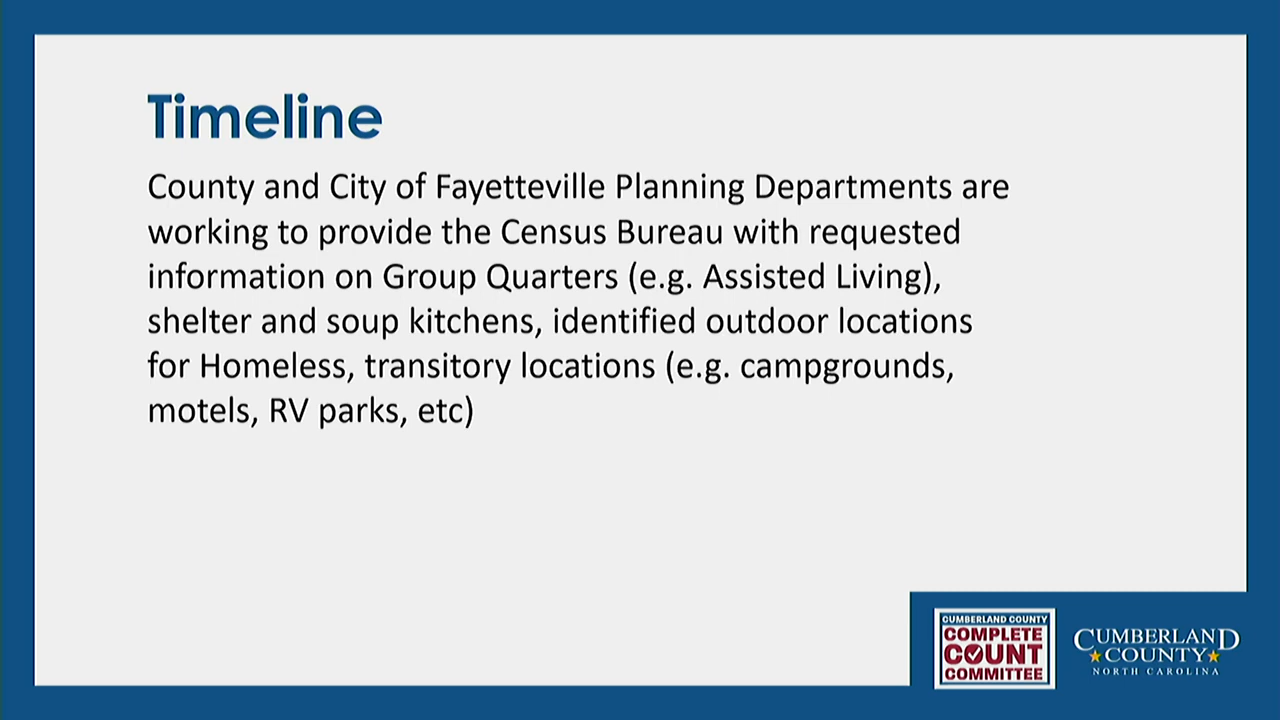 Timeline
County and City of Fayetteville Planning Departments are
working to provide the Census Bureau with requested
information on Group Quarters (e.g. Assisted Living),
shelter and soup kitchens, identified outdoor locations
for Homeless, transitory locations (e.g. campgrounds,
motels, RV parks, etc)
CUMBERLAND COUNTY
COMPLETE
COUNT
COMMITTEE
CUMBERLAND
COUNTY
NORTH CAROLINA